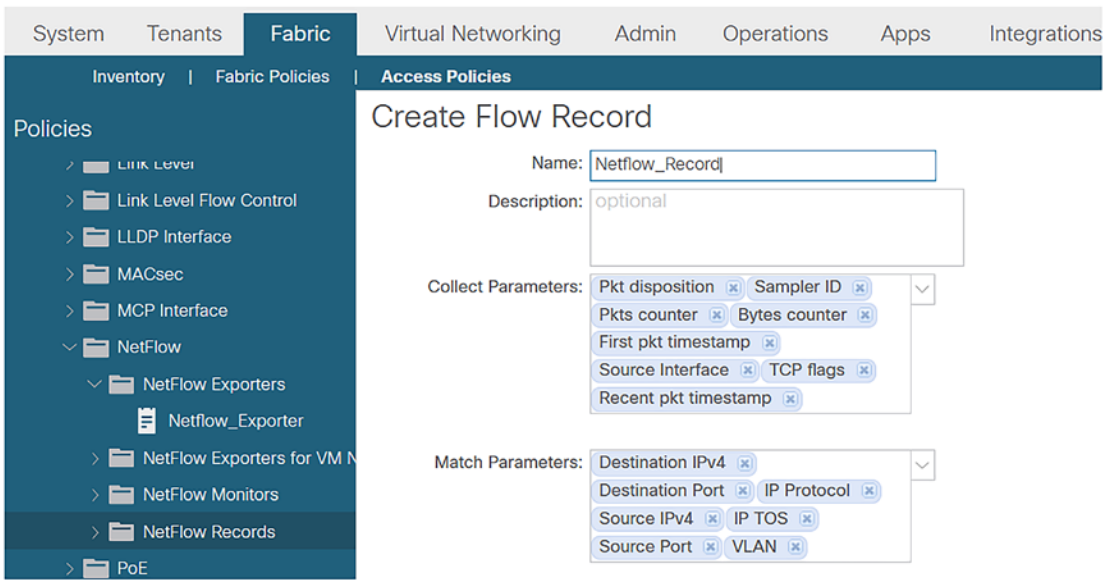 System Tenants Fabric Virtual Networking Admin Operations Apps Integrations
Inventory | Fabric Policies | Access Policies
Policies
Link Level
Link Level Flow Control
LLDP Interface
MACsec
MCP Interface
NetFlow
NetFlow Exporters
Netflow_Exporter
NetFlow Exporters for VM N
NetFlow Monitors
NetFlow Records
PoE
Create Flow Record
Name: Netflow_Record
Description: optional
Collect Parameters: Pkt disposition Sampler ID
Pkts counter Bytes counter
First pkt timestamp
Source Interface TCP flags
Recent pkt timestamp
Match Parameters: Destination IPv4
Destination Port IP Protocol
Source IPv4 IP TOS
Source Port VLAN